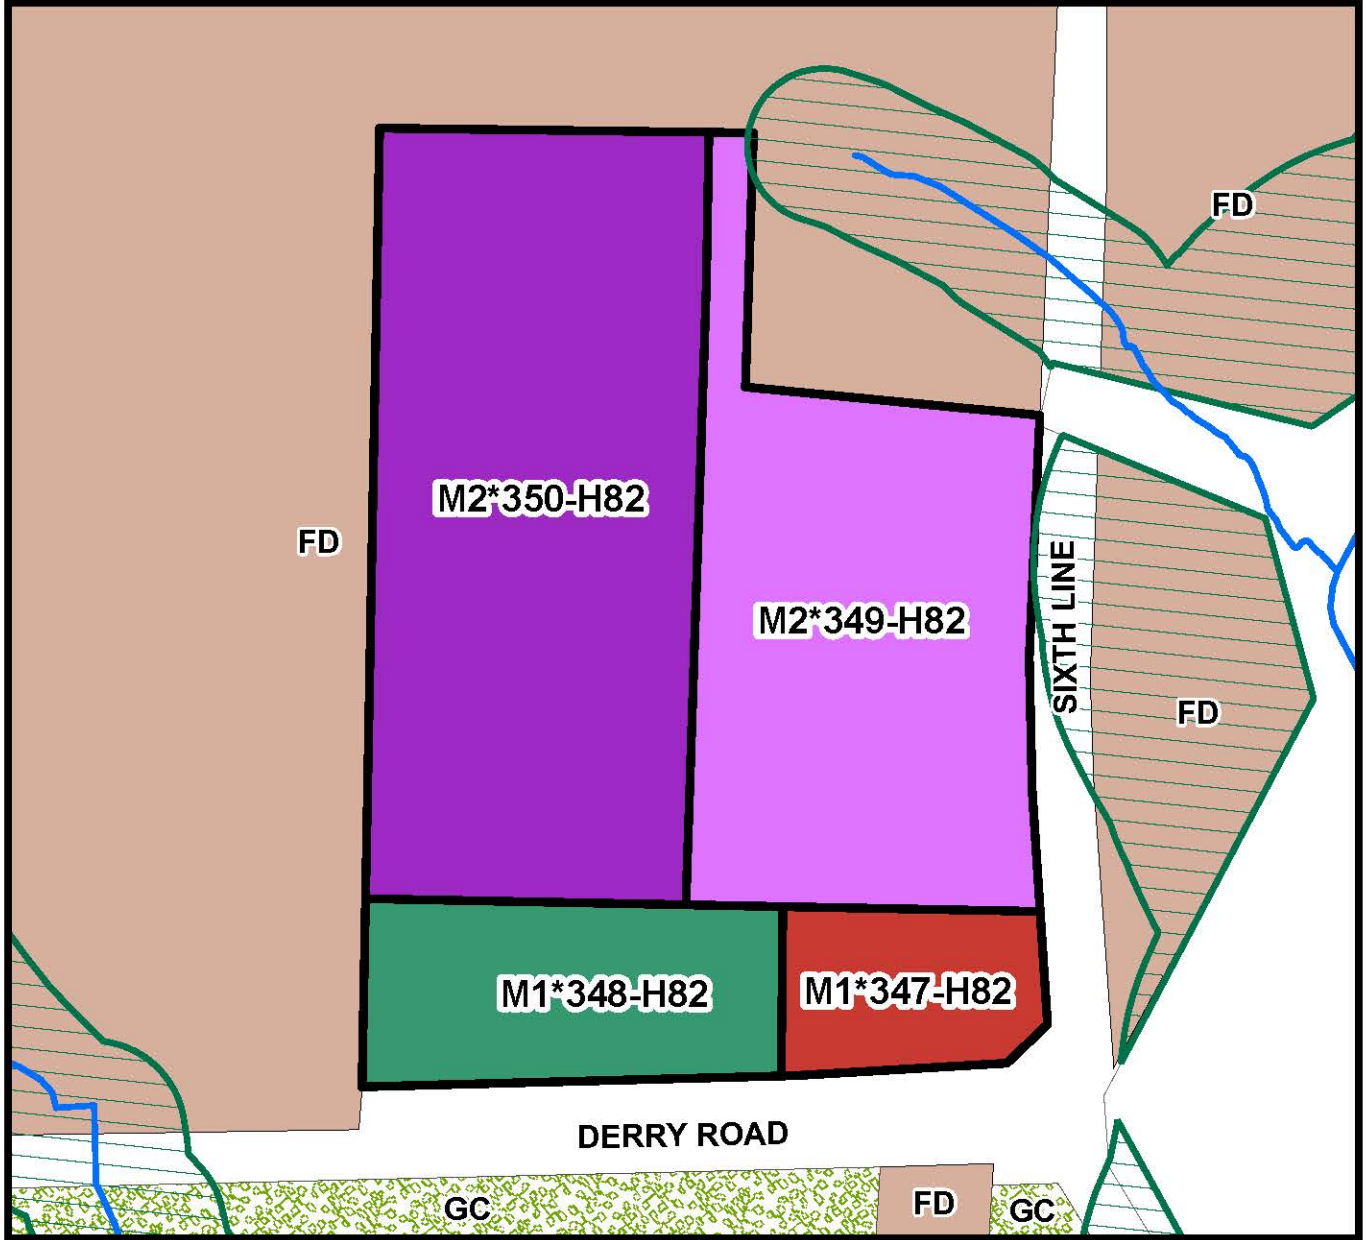 FD
M2*350-H82
FD
M2*349-H82
SIXTH LINE
FD
M1*348-H82
M1*347-H82
DERRY ROAD
GC
FD
GC